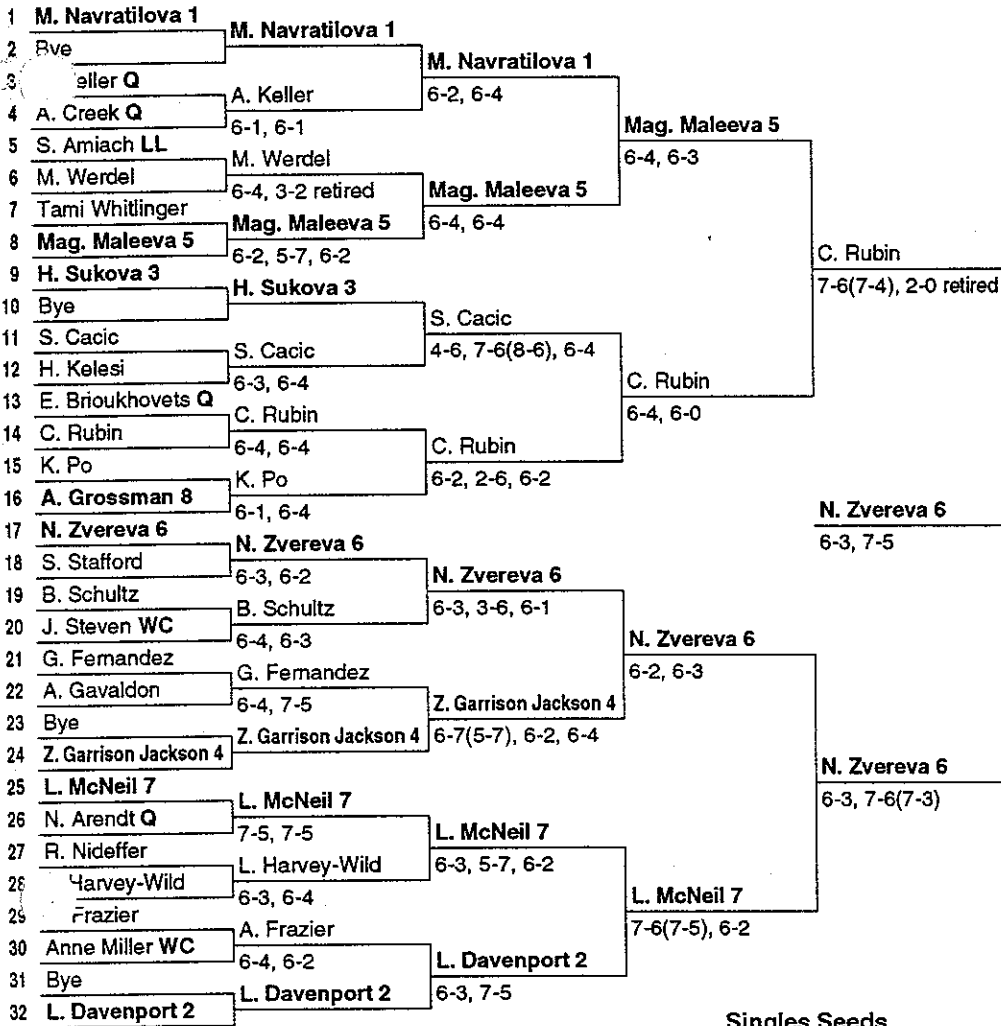 1 M. Navratilova 1
2 Bye
3 eller Q
4 A. Creek Q
5 S. Amiach LL
6 M. Werdel
7 Tami Whitlinger
8 Mag. Maleeva 5
9 H. Sukova 3
10 Bye
11 S. Cacic
12 H. Kelesi
13 E. Brioukhovets Q
14 C. Rubin
15 K. Po
16 A. Grossman 8
17 N. Zvereva 6
18 S. Stafford
19 B. Schultz
20 J. Steven WC
21 G. Fernandez
22 A. Gavaldon
23 Bye
24 Z. Garrison Jackson 4
25 L. McNeil 7
26 N. Arendt Q
27 R. Nideffer
28 Harvey-Wild
29 Frazier
30 Anne Miller WC
31 Bye
32 L. Davenport 2
M. Navratilova 1
A. Keller
6-1, 6-1
M. Werdel
6-4, 3-2 retired
Mag. Maleeva 5
6-2, 5-7, 6-2
H. Sukova 3
S. Cacic
6-3, 6-4
C. Rubin
6-4, 6-4
K. Po
6-1, 6-4
N. Zvereva 6
6-3, 6-2
B. Schultz
6-4, 6-3
G. Fernandez
6-4, 7-5
Z. Garrison Jackson 4
L. McNeil 7
7-5, 7-5
L. Harvey-Wild
6-3, 6-4
A. Frazier
6-4, 6-2
L. Davenport 2
M. Navratilova 1
6-2, 6-4
Mag. Maleeva 5
6-4, 6-4
S. Cacic
4-6, 7-6(8-6), 6-4
C. Rubin
6-2, 2-6, 6-2
N. Zvereva 6
6-3, 3-6, 6-1
Z. Garrison Jackson 4
6-7(5-7), 6-2, 6-4
L. McNeil 7
6-3, 5-7, 6-2
L. Davenport 2
6-3, 7-5
Mag. Maleeva 5
6-4, 6-3
C. Rubin
6-4, 6-0
N. Zvereva 6
6-2, 6-3
L. McNeil 7
7-6(7-5), 6-2
C. Rubin
7-6(7-4), 2-0 retired
N. Zvereva 6
6-3, 7-6(7-3)
N. Zvereva 6
6-3, 7-5
Singles Seeds